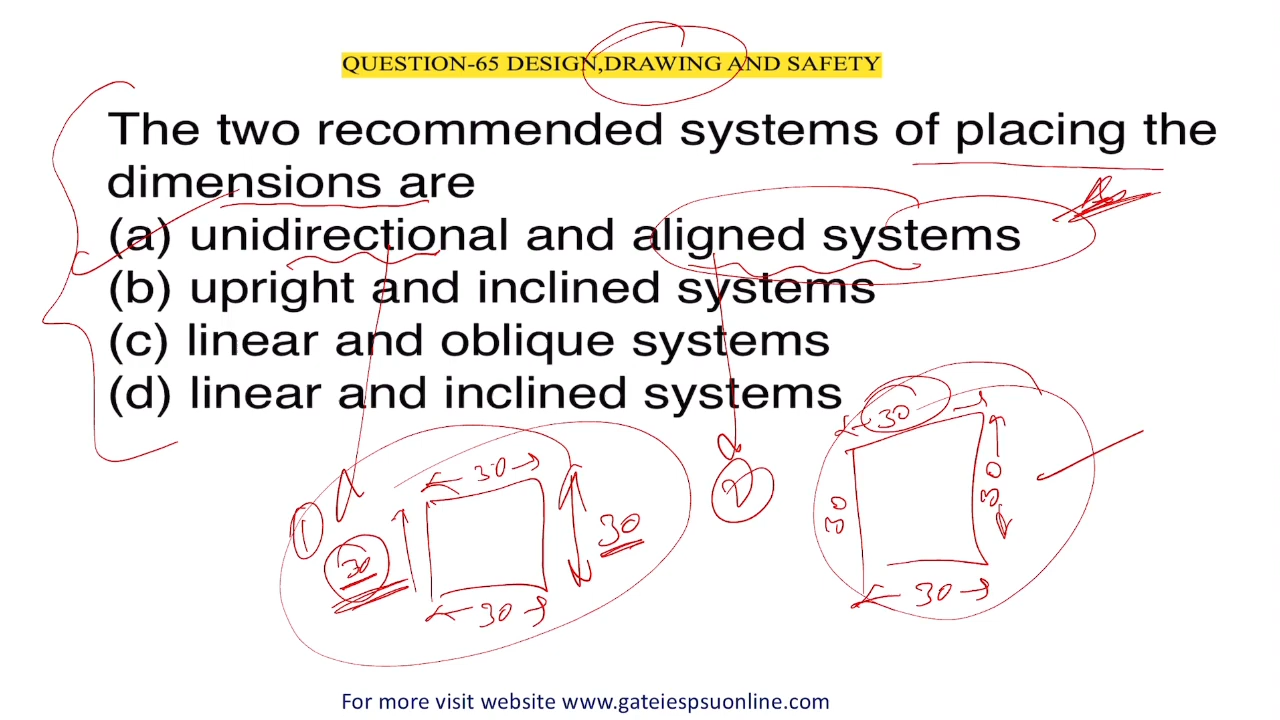 QUESTION-65 DESIGN,DRAWING AND SAFETY
The two recommended systems of placing the
dimensions are
(a) unidirectional and aligned systems
(b) upright and inclined systems
(c) linear and oblique systems
(d) linear and inclined systems
1
30
30
30
30
2
30
30
30
30
For more visit website www.gateiespsuonline.com